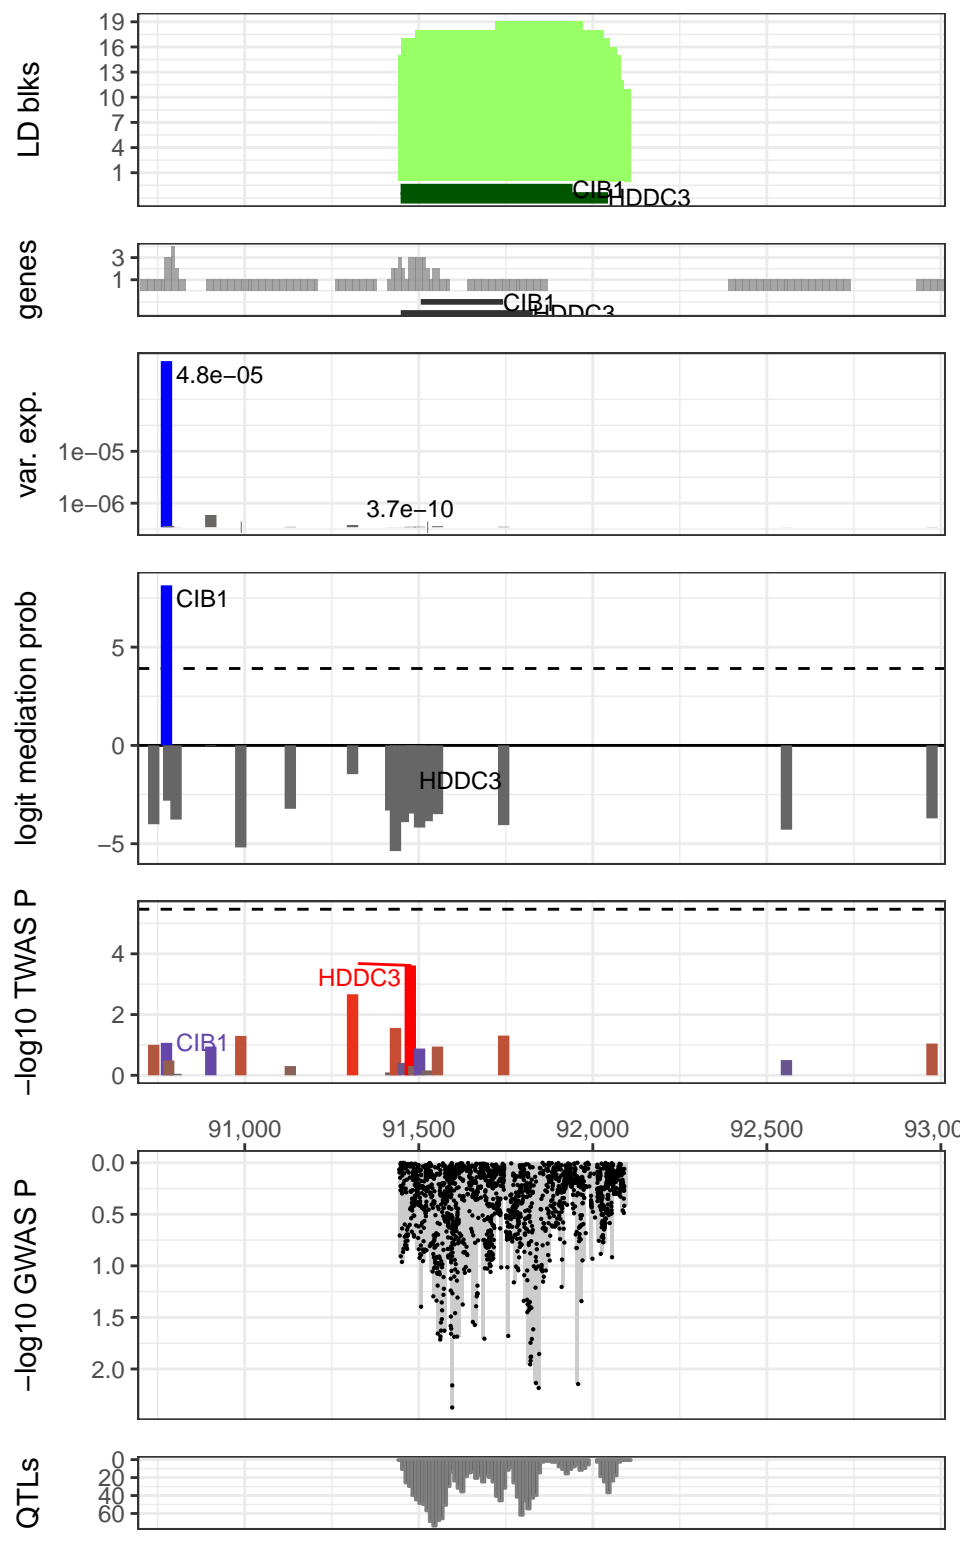 LD blks
19
16
13
10
7
4
1
CIB1
HDDC3
genes
3
1
CIB1
HDDC3
var. exp.
4.8e−05
1e−05
1e−06
3.7e−10
logit mediation prob
CIB1
5
0
HDDC3
−5
−log10 TWAS P
4
HDDC3
2
CIB1
0
91,000 91,500 92,000 92,500 93,00
−log10 GWAS P
0.0
0.5
1.0
1.5
2.0
QTLs
0
20
40
60